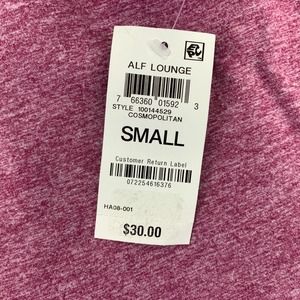 ALF LOUNGE
7 66360 01592 3
STYLE 100144529
COSMOPOLITAN
SMALL
Customer Return Label
072254616376
HA08-001
$30.00